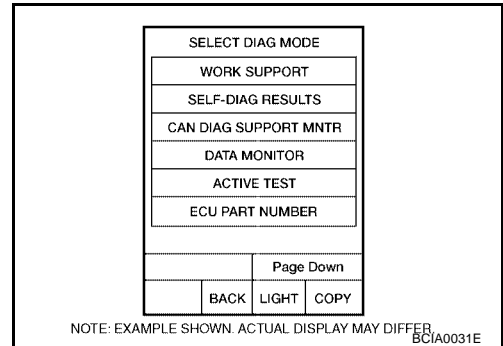 SELECT DIAG MODE
WORK SUPPORT
SELF-DIAG RESULTS
CAN DIAG SUPPORT MNTR
DATA MONITOR
ACTIVE TEST
ECU PART NUMBER
Page Down
BACK LIGHT COPY
NOTE: EXAMPLE SHOWN. ACTUAL DISPLAY MAY DIFFER.
BCIA0031E